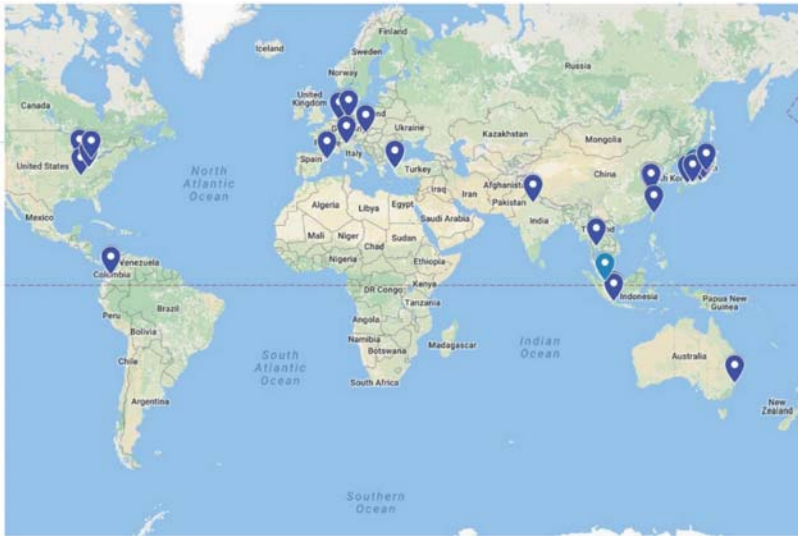 Iceland
Finland
Sweden
Norway
Russia
Canada
United
Kingdom
Ukraine
Kazakhstan
Mongolia
United States
Spain
Italy
Turkey
North
Atlantic
Ocean
China
Afghanistan
Iraq
Iran
Pakistan
Algeria
Libya
Egypt
Saudi Arabia
India
Mexico
Mali
Niger
Chad
Sudan
Venezuela
Nigeria
Ethiopia
Colombia
DR Congo
Kenya
Indonesia
Papua New
Guinea
Tanzania
Brazil
Peru
Angola
Bolivia
Namibia
Botswana
Madagascar
Indian
Ocean
South
Atlantic
Ocean
Australia
Chile
South Africa
Argentina
New
Zealand
Southern
Ocean